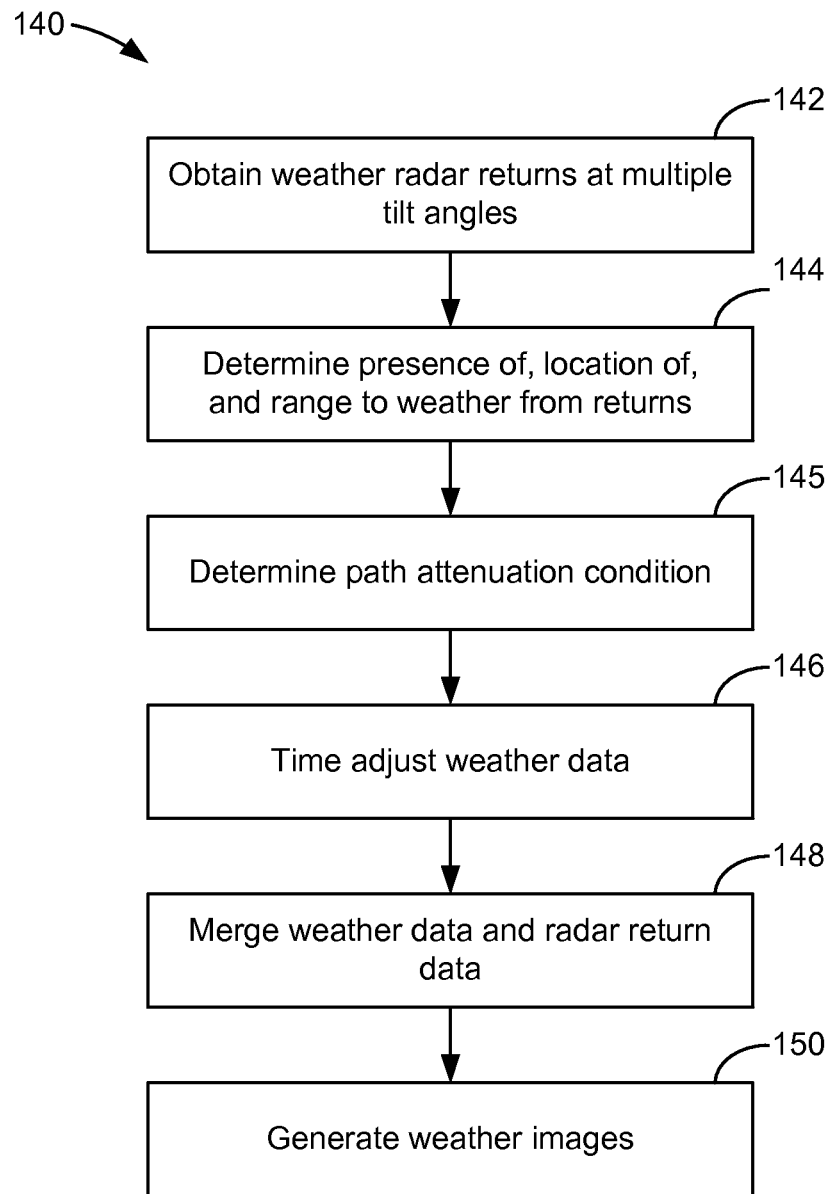 140
142
Obtain weather radar returns at multiple
tilt angles
144
Determine presence of, location of,
and range to weather from returns
145
Determine path attenuation condition
146
Time adjust weather data
148
Merge weather data and radar return
data
150
Generate weather images